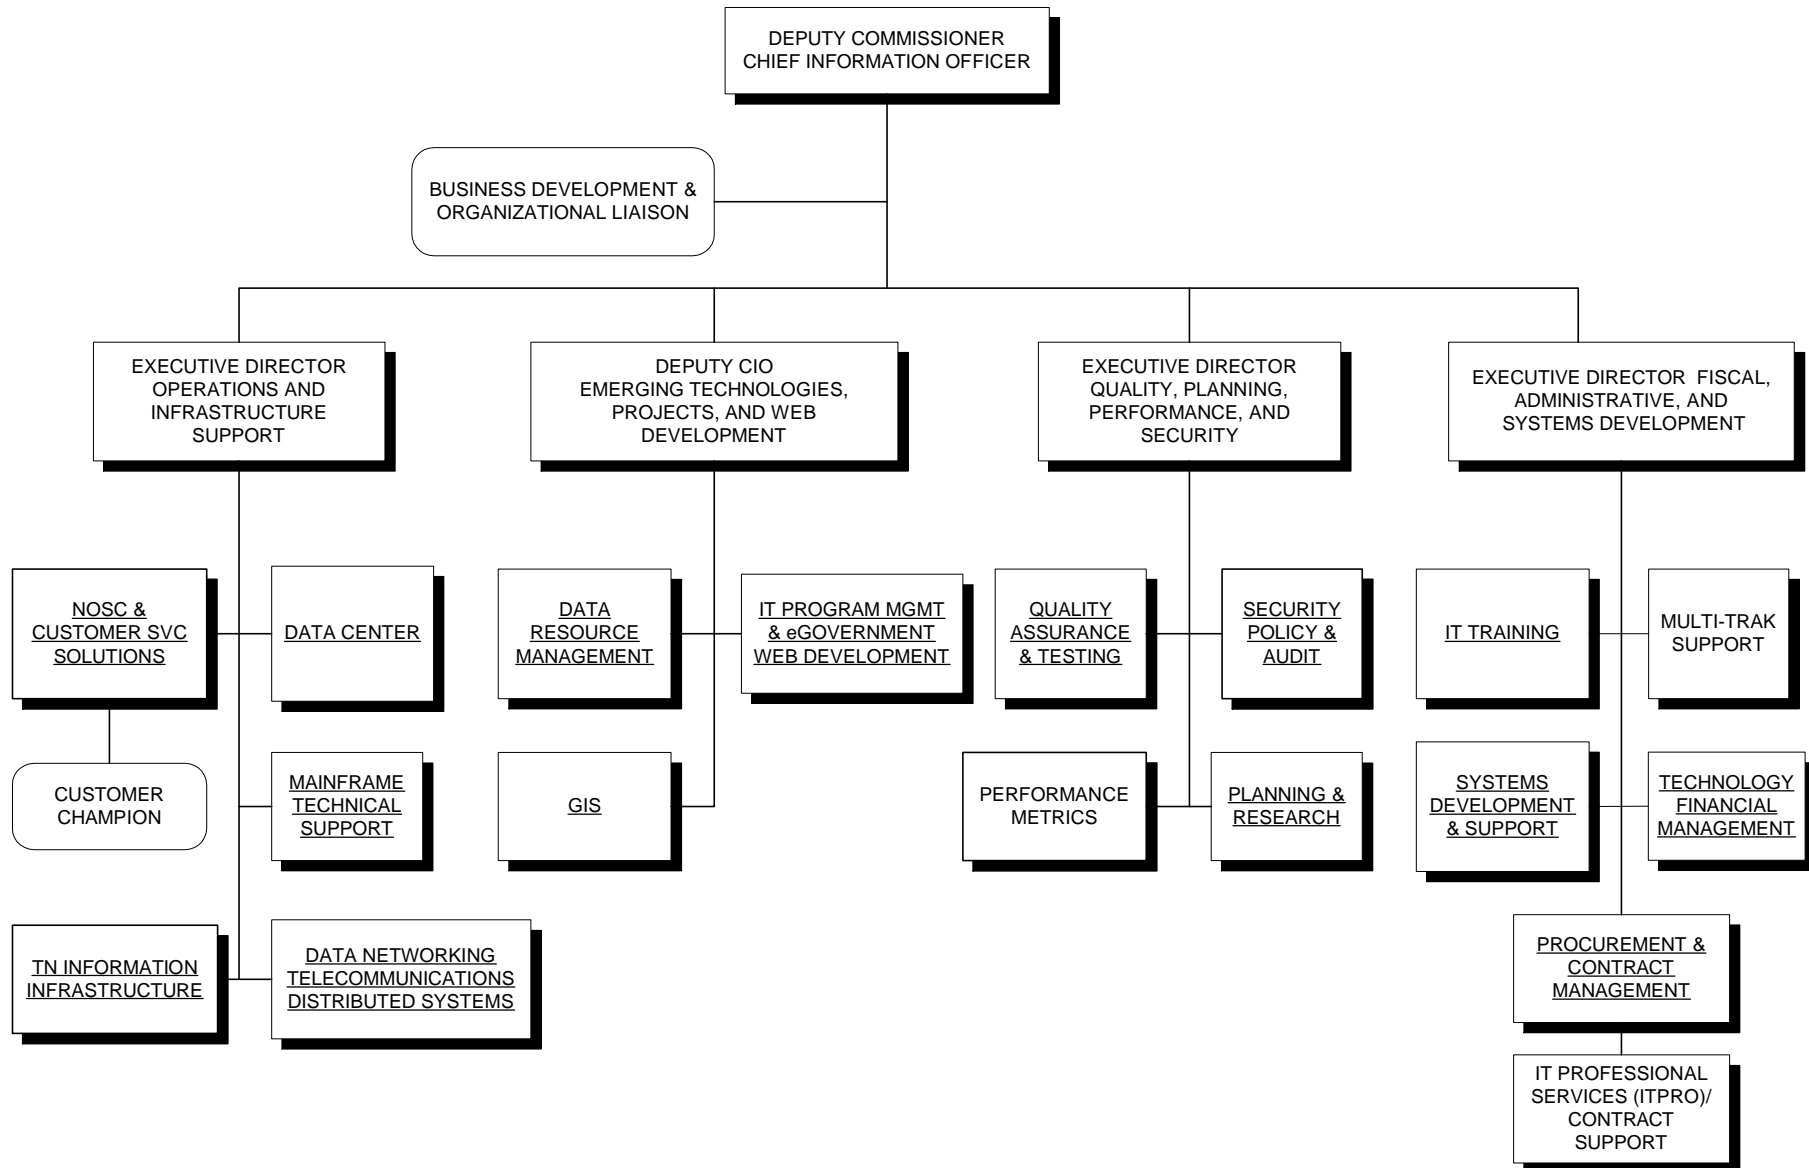 DEPUTY COMMISSIONER
CHIEF INFORMATION OFFICER
BUSINESS DEVELOPMENT &
ORGANIZATIONAL LIAISON
EXECUTIVE DIRECTOR
OPERATIONS AND
INFRASTRUCTURE
SUPPORT
DEPUTY CIO
EMERGING TECHNOLOGIES,
PROJECTS, AND WEB
DEVELOPMENT
EXECUTIVE DIRECTOR
QUALITY, PLANNING,
PERFORMANCE, AND
SECURITY
EXECUTIVE DIRECTOR  FISCAL,
ADMINISTRATIVE, AND
SYSTEMS DEVELOPMENT
NOSC &
CUSTOMER SVC
SOLUTIONS
DATA CENTER
DATA
RESOURCE
MANAGEMENT
IT PROGRAM MGMT
& eGOVERNMENT
WEB DEVELOPMENT
QUALITY
ASSURANCE
& TESTING
SECURITY
POLICY &
AUDIT
IT TRAINING
MULTI-TRAK
SUPPORT
CUSTOMER
CHAMPION
MAINFRAME
TECHNICAL
SUPPORT
GIS
PERFORMANCE
METRICS
PLANNING &
RESEARCH
SYSTEMS
DEVELOPMENT
& SUPPORT
TECHNOLOGY
FINANCIAL
MANAGEMENT
TN INFORMATION
INFRASTRUCTURE
DATA NETWORKING
TELECOMMUNICATIONS
DISTRIBUTED SYSTEMS
PROCUREMENT &
CONTRACT
MANAGEMENT
IT PROFESSIONAL
SERVICES (ITPRO)/
CONTRACT
SUPPORT